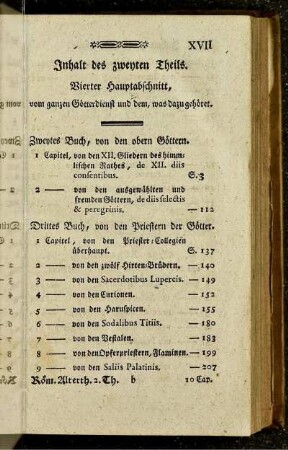 XVII
Inhalt des zweyten Theils.
Vierter Hauptabschnitt,
vom ganzen Götterdienst und dem, was dazu gehöret.
Zweytes Buch, von den obern Göttern.
1 Capitel, von den XII. Gliedern des himm-
lischen Rathes, de XII. diis
consentibus. S. 3
2 — von den ausgewählten und
fremden Göttern, de diis selectis
& peregrinis. — 112
Drittes Buch, von den Priestern der Götter.
1 Capitel, von den Priester-Collegien
überhaupt. S. 137
2 — von den zwölf Hirten-Brüdern. — 140
3 — von den Sacerdotibus Lupercis. — 149
4 — von den Curionen. — 152
5 — von den Haruspicen. — 155
6 — von den Sodalibus Titiis. — 180
7 — von den Vestalen. — 183
8 — von den Opferpriestern, Flaminen. — 199
9 — von den Saliis Palatinis. — 207
Röm. Alterth. 2. Th. b 10 Cap.